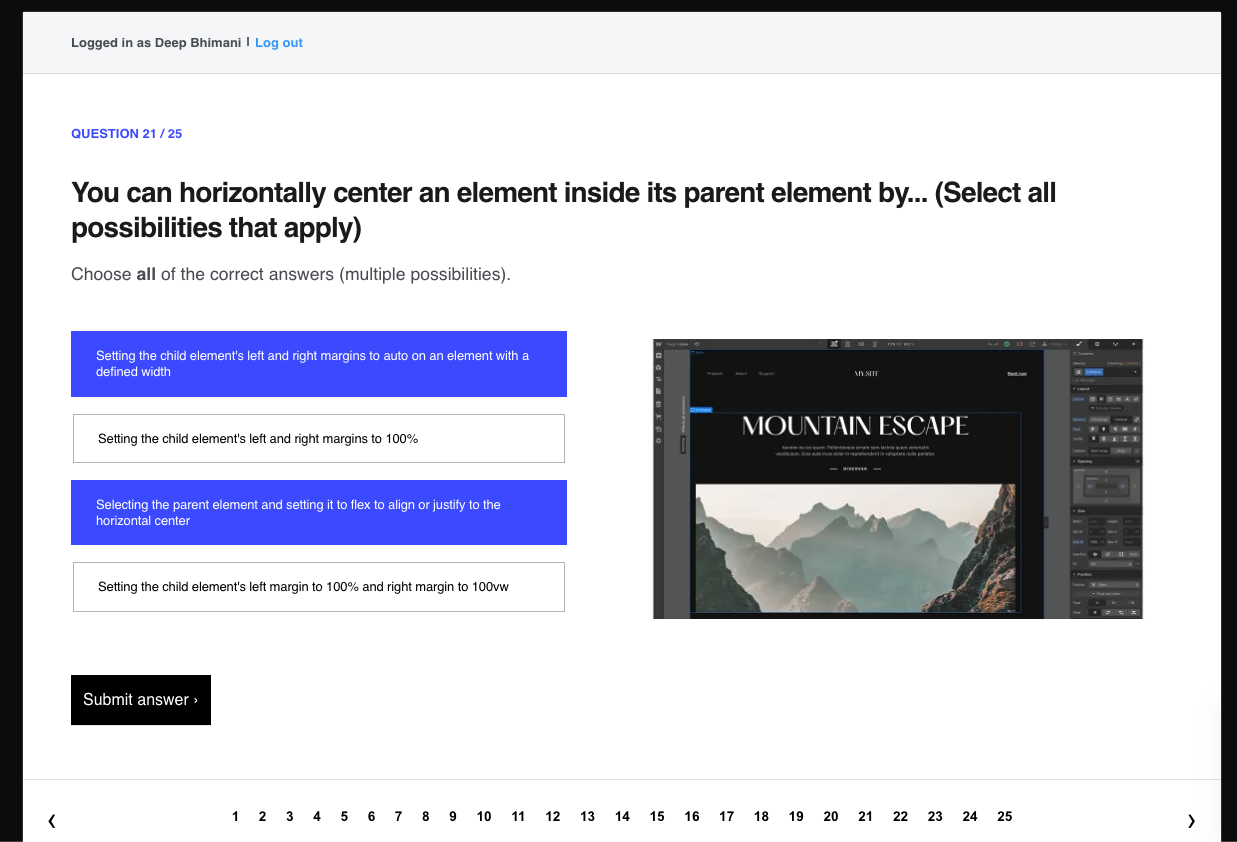 Logged in as Deep Bhimani | Log out
QUESTION 21 / 25
You can horizontally center an element inside its parent element by... (Select all
possibilities that apply)
Choose all of the correct answers (multiple possibilities).
Setting the child element's left and right margins to auto on an element with a
defined width
Setting the child element's left and right margins to 100%
Selecting the parent element and setting it to flex to align or justify to the
horizontal center
Setting the child element's left margin to 100% and right margin to 100vw
Projects About Support MY.SITE
MOUNTAIN ESCAPE
DISCOVER
Layout
Spacing
Size
Position
Submit answer ›
‹ 1 2 3 4 5 6 7 8 9 10 11 12 13 14 15 16 17 18 19 20 21 22 23 24 25 ›